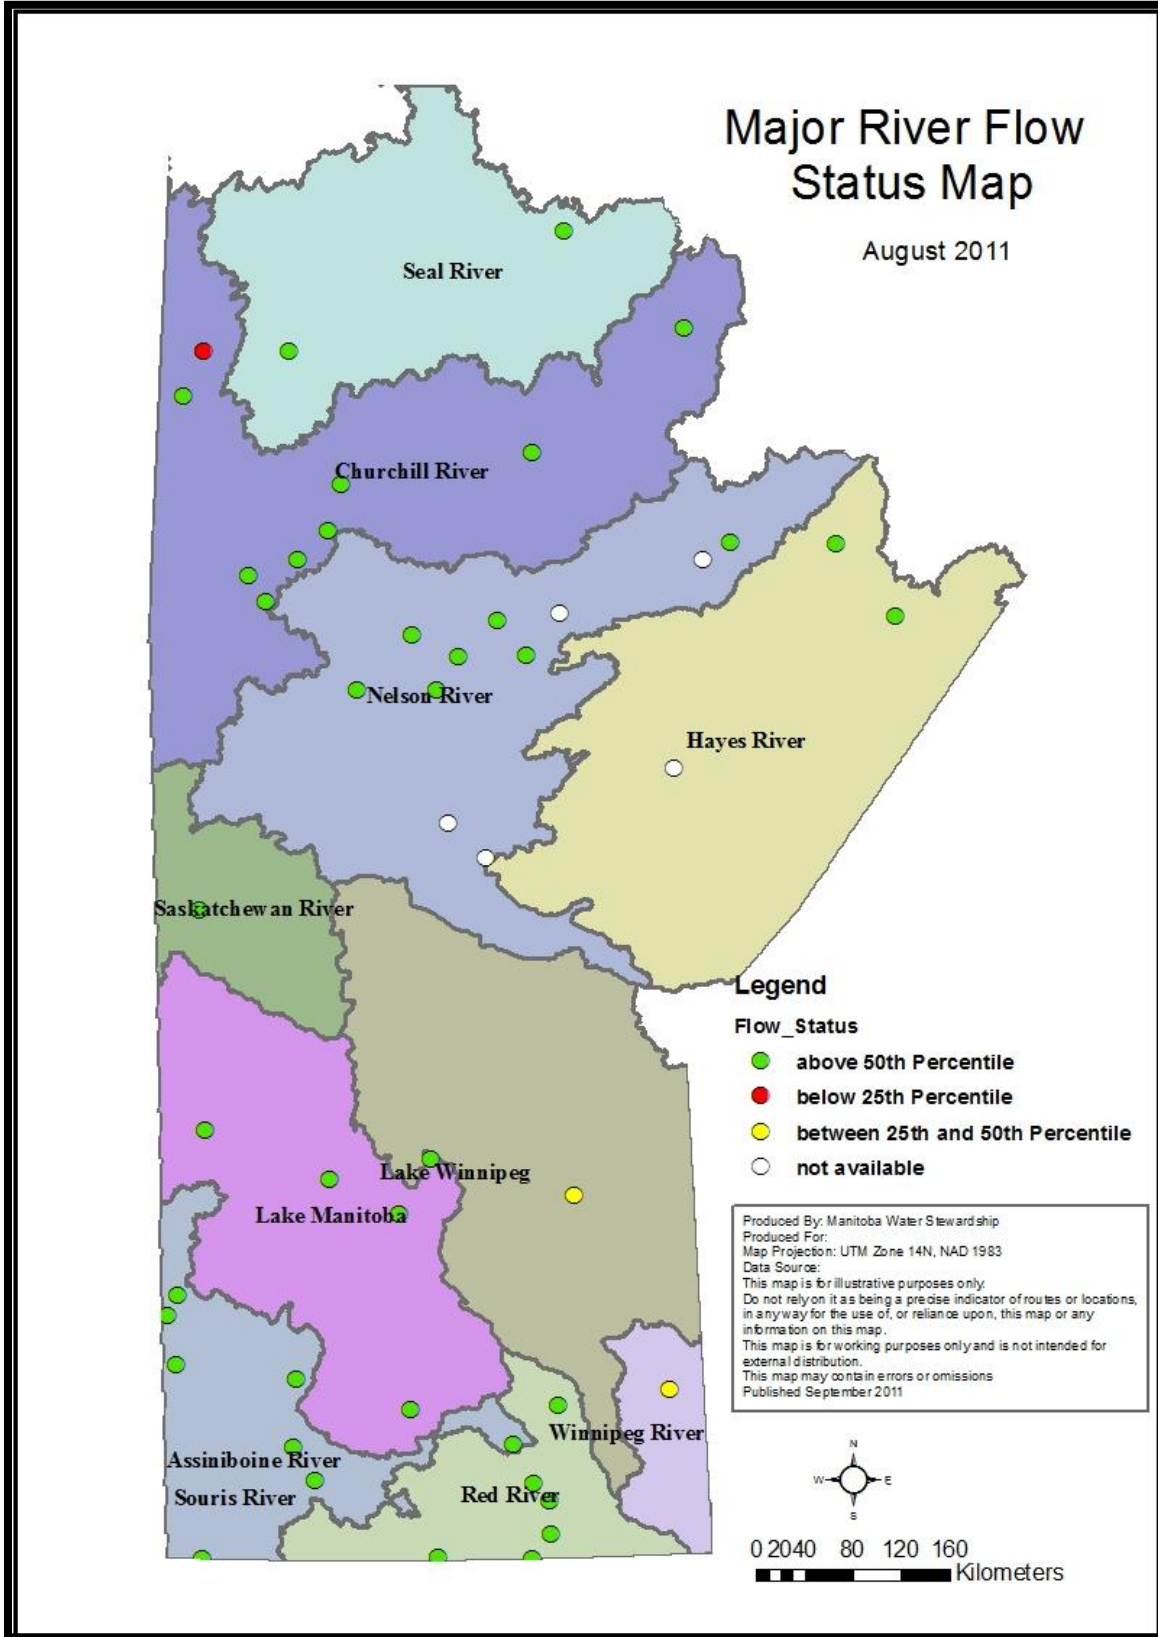 Major River Flow
Status Map
August 2011
Seal River
Churchill River
Nelson River
Hayes River
Saskatchewan River
Lake Winnipeg
Lake Manitoba
Winnipeg River
Assiniboine River
Souris River
Red River
Legend
Flow_Status
above 50th Percentile
below 25th Percentile
between 25th and 50th Percentile
not available
Produced By: Manitoba Water Stewardship
Produced For:
Map Projection: UTM Zone 14N, NAD 1983
Data Source:
This map is for illustrative purposes only.
Do not rely on it as being a precise indicator of routes or locations,
in any way for the use of, or reliance upon, this map or any
information on this map.
This map is for working purposes only and is not intended for
external distribution.
This map may contain errors or omissions
Published September 2011
N
W E
S
0 20 40 80 120 160
Kilometers